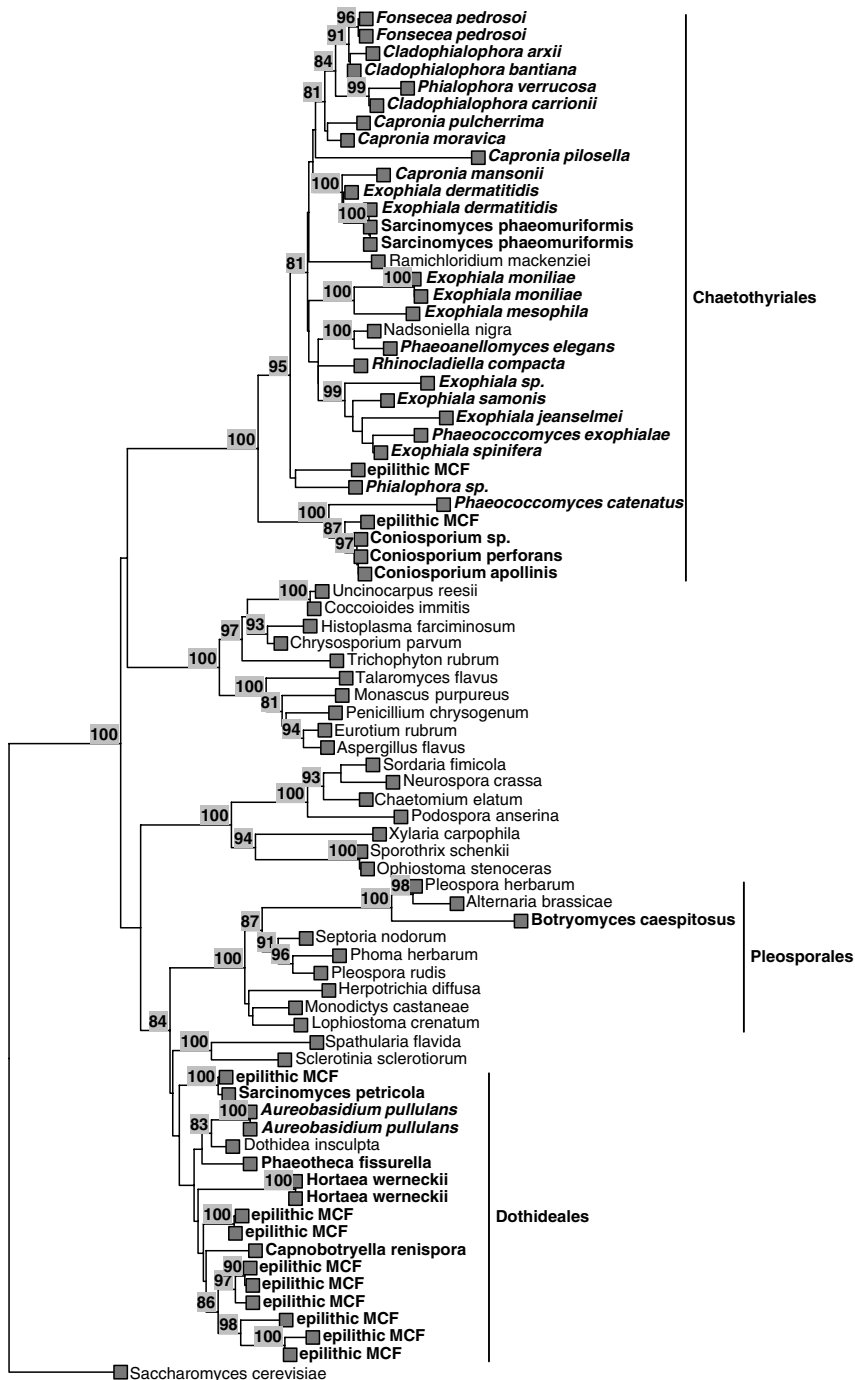 96 Fonsecea pedrosoi
91 Fonsecea pedrosoi
Cladophialophora arxii
84
Cladophialophora bantiana
99 Phialophora verrucosa
81
Cladophialophora carrionii
Capronia pulcherrima
Capronia moravica
Capronia pilosella
Capronia mansonii
100
Exophiala dermatitidis
Exophiala dermatitidis
100
Sarcinomyces phaeomuriformis
Sarcinomyces phaeomuriformis
81 Ramichloridium mackenziei
100 Exophiala moniliae
100 Exophiala moniliae
Chaetothyriales
Exophiala mesophila
100 Nadsoniella nigra
Phaeoanellomyces elegans
95 Rhinocladiella compacta
Exophiala sp.
99
Exophiala samonis
Exophiala jeanselmei
Phaeococcomyces exophialae
100
Exophiala spinifera
epilithic MCF
Phialophora sp.
Phaeococcomyces catenatus
100
epilithic MCF
87
Coniosporium sp.
97
Coniosporium perforans
Coniosporium apollinis
100 Uncinocarpus reesii
Coccoioides immitis
93 Histoplasma farciminosum
97
Chrysosporium parvum
100 Trichophyton rubrum
Talaromyces flavus
100
Monascus purpureus
81
Penicillium chrysogenum
94 Eurotium rubrum
100
Aspergillus flavus
Sordaria fimicola
93
Neurospora crassa
100 Chaetomium elatum
100 Podospora anserina
Xylaria carpophila
94
100 Sporothrix schenkii
Ophiostoma stenoceras
98 Pleospora herbarum
100
Alternaria brassicae
87 Botryomyces caespitosus
91 Septoria nodorum
96 Phoma herbarum
Pleosporales
100
Pleospora rudis
Herpotrichia diffusa
Monodictys castaneae
84 Lophiostoma crenatum
100 Spathularia flavida
Sclerotinia sclerotiorum
100 epilithic MCF
Sarcinomyces petricola
100 Aureobasidium pullulans
83 Aureobasidium pullulans
Dothidea insculpta
Phaeotheca fissurella
100 Hortaea werneckii
Hortaea werneckii
100 epilithic MCF
Dothideales
epilithic MCF
Capnobotryella renispora
90 epilithic MCF
97
epilithic MCF
86 epilithic MCF
98 epilithic MCF
100 epilithic MCF
epilithic MCF
Saccharomyces cerevisiae